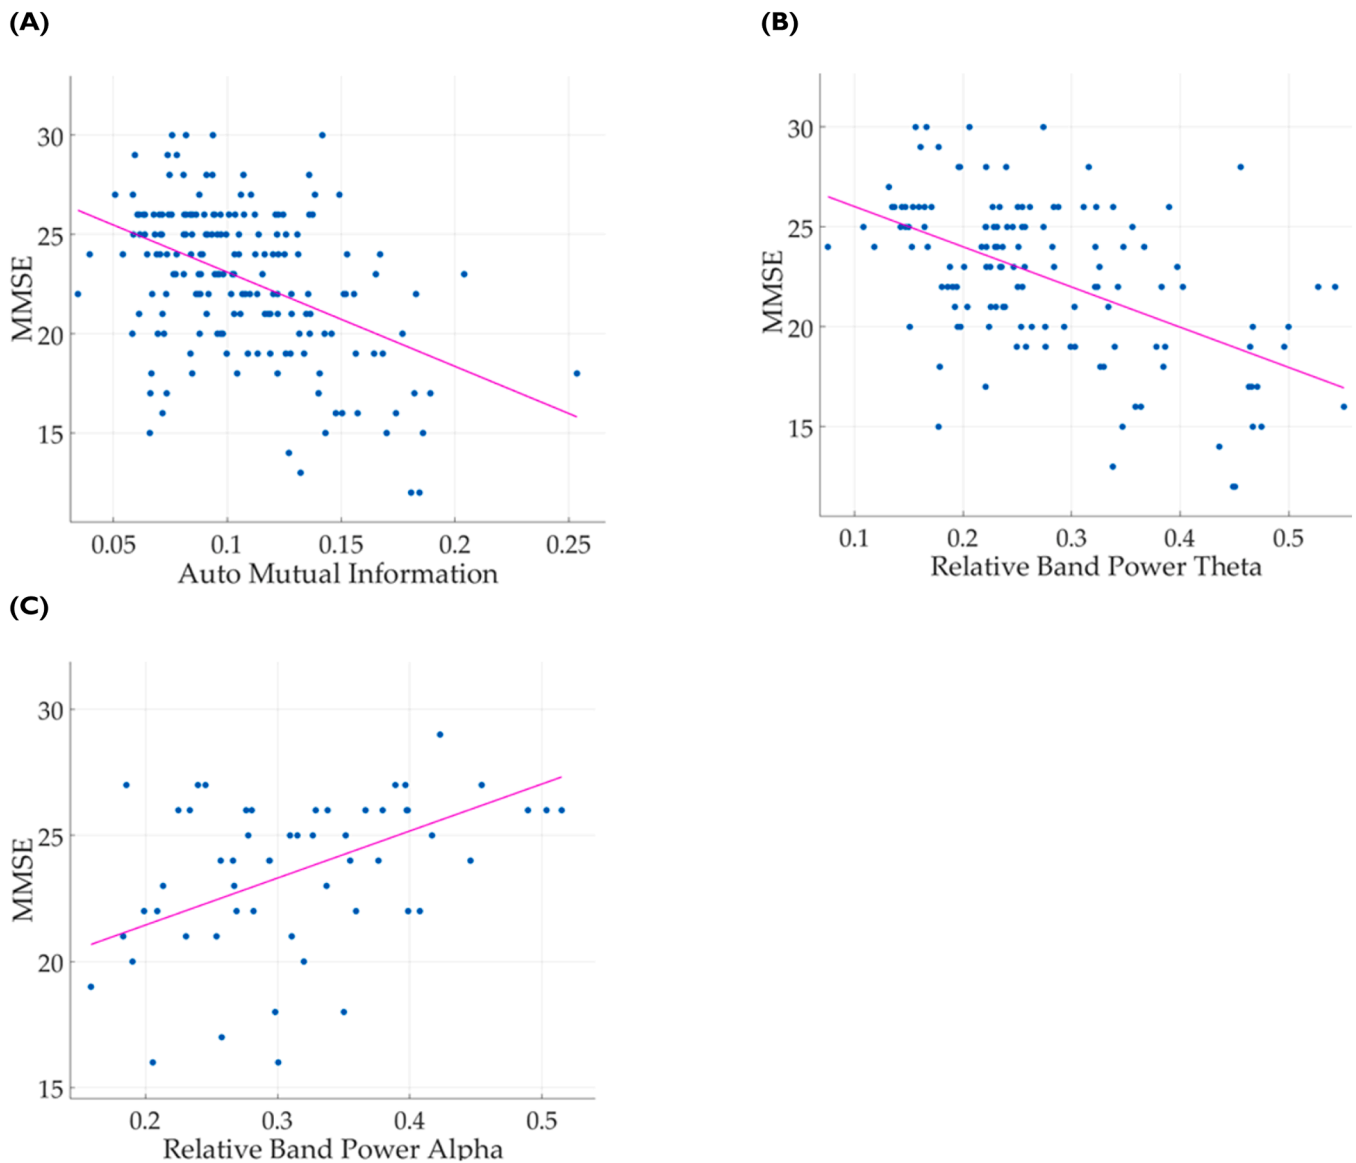 (A)
30
25
20
15
MMSE
0.05 0.1 0.15 0.2 0.25
Auto Mutual Information
(B)
30
25
20
15
MMSE
0.1 0.2 0.3 0.4 0.5
Relative Band Power Theta
(C)
30
25
20
15
MMSE
0.2 0.3 0.4 0.5
Relative Band Power Alpha